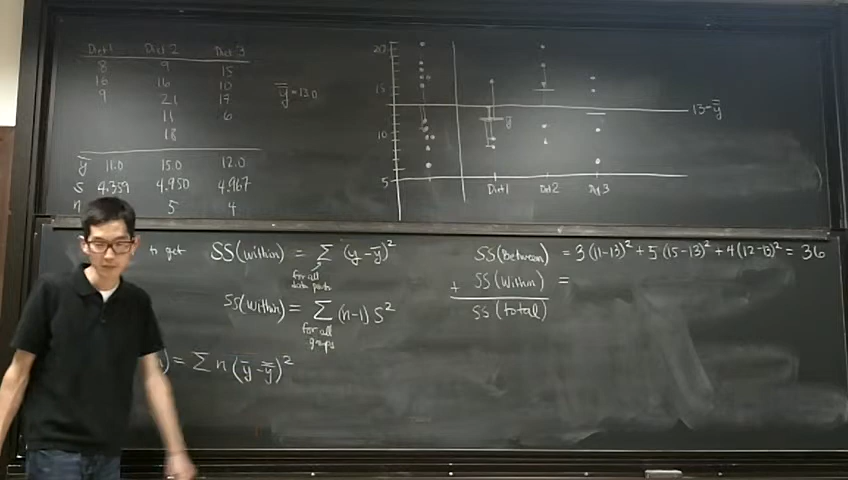 Diet 1 Diet 2 Diet 3
8 9 15
16 16 10
9 21 17
11 6
18
ȳ 11.0 15.0 12.0
s 4.359 4.950 4.967
n 5 4
ȳ̄ = 13.0
20
15
10
5
ȳ
13 = ȳ̄
Diet 1 Diet 2 Diet 3
to get SS(within) = Σ (y - ȳ)²
for all
data pts
SS(within) = Σ (n-1) s²
for all
groups
) = Σ n (ȳ - ȳ̄)²
SS(Between) = 3(11-13)² + 5(15-13)² + 4(12-13)² = 36
+ SS(within) =
SS(total)